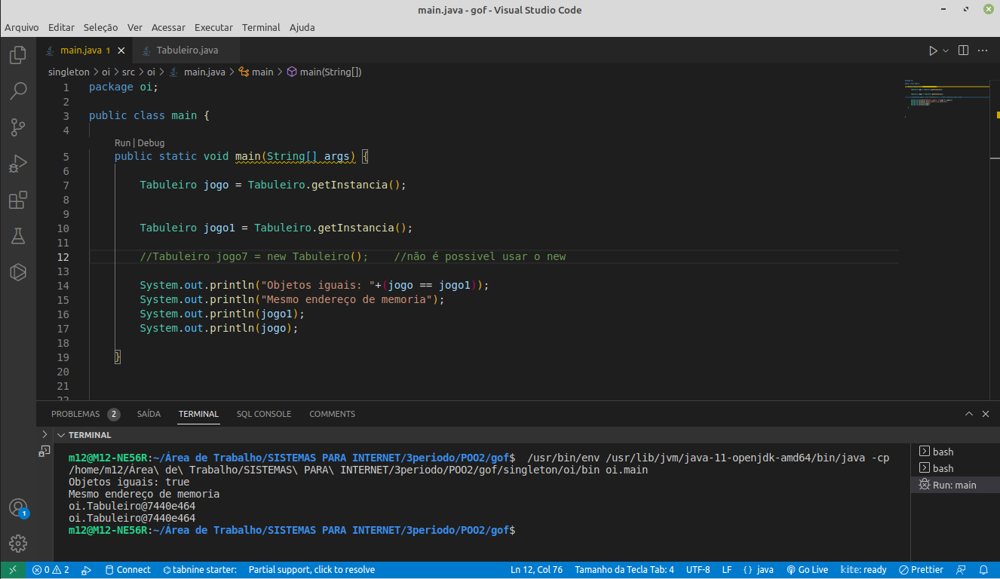 main.java - gof - Visual Studio Code
Arquivo Editar Seleção Ver Acessar Executar Terminal Ajuda
main.java 1 Tabuleiro.java
singleton > oi > src > oi > main.java > main > main(String[])
1 package oi;
2
3 public class main {
4
Run | Debug
5 public static void main(String[] args) {
6
7 Tabuleiro jogo = Tabuleiro.getInstancia();
8
9
10 Tabuleiro jogo1 = Tabuleiro.getInstancia();
11
12 //Tabuleiro jogo7 = new Tabuleiro(); //não é possivel usar o new
13
14 System.out.println("Objetos iguais: "+(jogo == jogo1));
15 System.out.println("Mesmo endereço de memoria");
16 System.out.println(jogo1);
17 System.out.println(jogo);
18
19 }
20
21
22
PROBLEMAS 2 SAÍDA TERMINAL SQL CONSOLE COMMENTS
TERMINAL
m12@M12-NE56R:~/Área de Trabalho/SISTEMAS PARA INTERNET/3periodo/POO2/gof$ /usr/bin/env /usr/lib/jvm/java-11-openjdk-amd64/bin/java -cp
/home/m12/Área\ de\ Trabalho/SISTEMAS\ PARA\ INTERNET/3periodo/POO2/gof/singleton/oi/bin oi.main
Objetos iguais: true
Mesmo endereço de memoria
oi.Tabuleiro@7440e464
oi.Tabuleiro@7440e464
m12@M12-NE56R:~/Área de Trabalho/SISTEMAS PARA INTERNET/3periodo/POO2/gof$
bash
bash
Run: main
1
0 2 Connect tabnine starter: Partial support, click to resolve Ln 12, Col 76 Tamanho da Tecla Tab: 4 UTF-8 LF {} java Go Live kite: ready Prettier